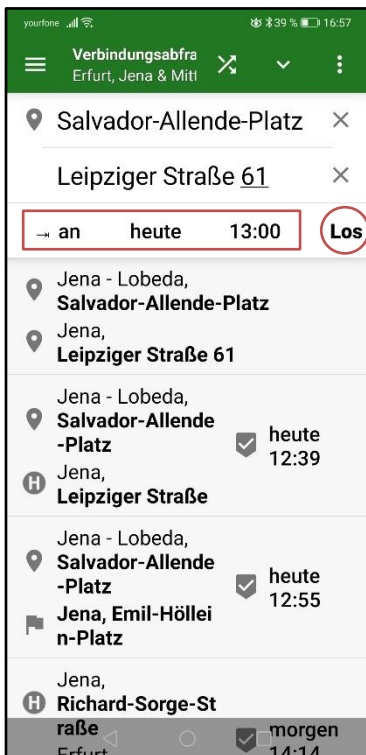 yourfone 39 % 16:57
Verbindungsabfra
Erfurt, Jena & Mitt
Salvador-Allende-Platz
Leipziger Straße 61
an heute 13:00 Los
Jena - Lobeda,
Salvador-Allende-Platz
Jena,
Leipziger Straße 61
Jena - Lobeda,
Salvador-Allende
-Platz
heute
12:39
H Jena,
Leipziger Straße
Jena - Lobeda,
Salvador-Allende
-Platz
heute
12:55
Jena, Emil-Höllei
n-Platz
Jena,
H Richard-Sorge-St
raße
Erfurt
morgen
14:14